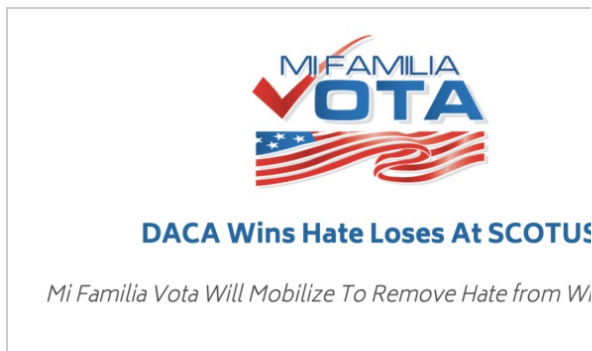 MI FAMILIA
VOTA
DACA Wins Hate Loses At SCOTUS
Mi Familia Vota Will Mobilize To Remove Hate from